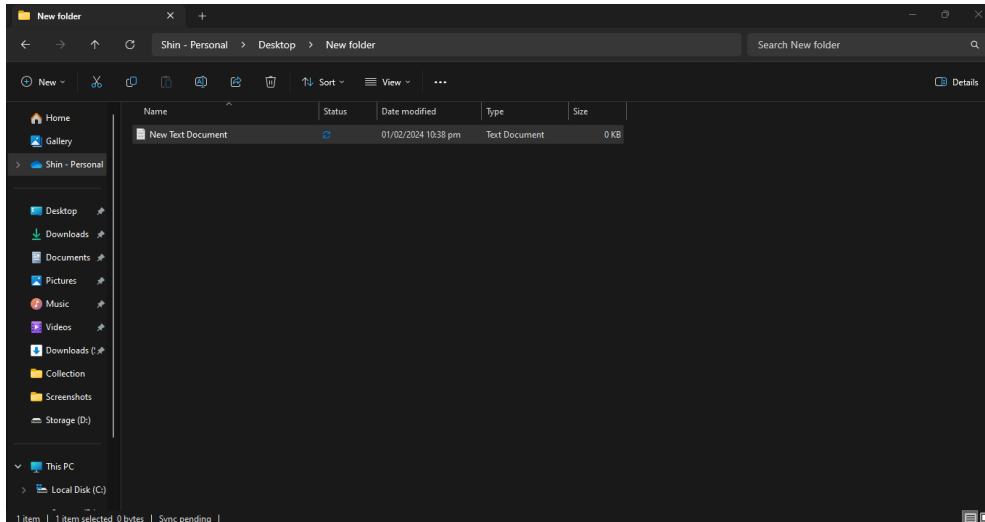 New folder
Shin - Personal > Desktop > New folder
Search New folder
New
Sort
View
Details
Name Status Date modified Type Size
New Text Document 01/02/2024 10:38 pm Text Document 0 KB
Home
Gallery
Shin - Personal
Desktop
Downloads
Documents
Pictures
Music
Videos
Downloads (
Collection
Screenshots
Storage (D:)
This PC
Local Disk (C:)
1 item | 1 item selected 0 bytes | Sync pending |